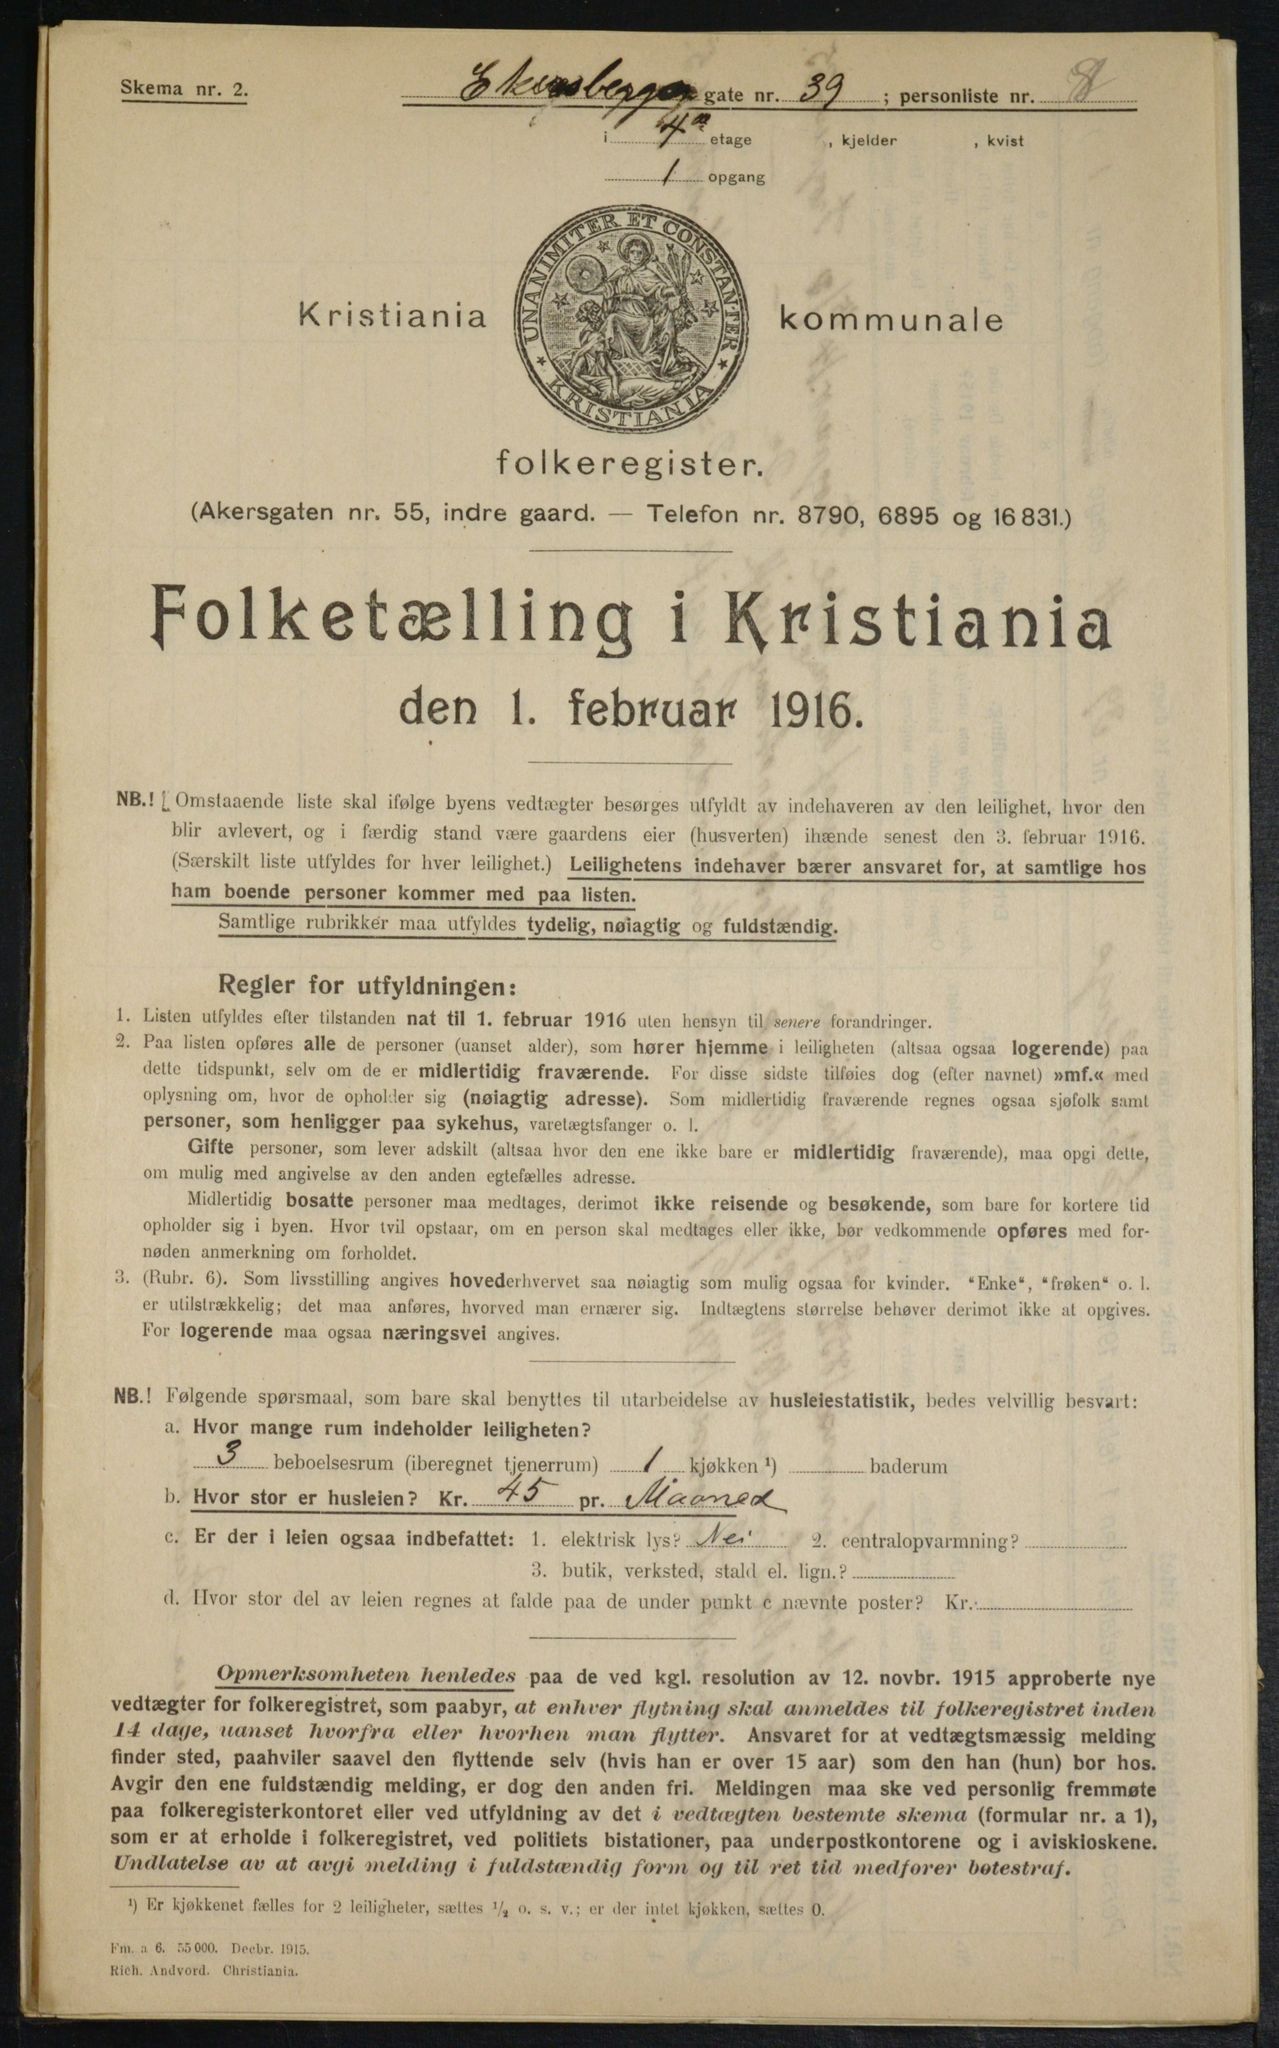 Skema nr. 2.
Ekersbergs gate nr. 39 ; personliste nr. 8
i 4de etage , kjelder , kvist
1 opgang
UNANIMITER ET CONSTANTER
KRISTIANIA
Kristiania kommunale
folkeregister.
(Akersgaten nr. 55, indre gaard. — Telefon nr. 8790, 6895 og 16 831.)
Folketælling i Kristiania
den 1. februar 1916.
NB.! Omstaaende liste skal ifølge byens vedtægter besørges utfyldt av indehaveren av den leilighet, hvor den
blir avlevert, og i færdig stand være gaardens eier (husverten) ihænde senest den 3. februar 1916.
(Særskilt liste utfyldes for hver leilighet.) Leilighetens indehaver bærer ansvaret for, at samtlige hos
ham boende personer kommer med paa listen.
Samtlige rubrikker maa utfyldes tydelig, nøiagtig og fuldstændig.
Regler for utfyldningen:
1. Listen utfyldes efter tilstanden nat til 1. februar 1916 uten hensyn til senere forandringer.
2. Paa listen opføres alle de personer (uanset alder), som hører hjemme i leiligheten (altsaa ogsaa logerende) paa
dette tidspunkt, selv om de er midlertidig fraværende. For disse sidste tilføies dog (efter navnet) »mf.« med
oplysning om, hvor de opholder sig (nøiagtig adresse). Som midlertidig fraværende regnes ogsaa sjøfolk samt
personer, som henligger paa sykehus, varetægtsfanger o. l.
Gifte personer, som lever adskilt (altsaa hvor den ene ikke bare er midlertidig fraværende), maa opgi dette,
om mulig med angivelse av den anden egtefælles adresse.
Midlertidig bosatte personer maa medtages, derimot ikke reisende og besøkende, som bare for kortere tid
opholder sig i byen. Hvor tvil opstaar, om en person skal medtages eller ikke, bør vedkommende opføres med for-
nøden anmerkning om forholdet.
3. (Rubr. 6). Som livsstilling angives hovederhvervet saa nøiagtig som mulig ogsaa for kvinder. "Enke", "frøken" o. l.
er utilstrækkelig; det maa anføres, hvorved man ernærer sig. Indtægtens størrelse behøver derimot ikke at opgives.
For logerende maa ogsaa næringsvei angives.
NB.! Følgende spørsmaal, som bare skal benyttes til utarbeidelse av husleiestatistik, bedes velvillig besvart:
a. Hvor mange rum indeholder leiligheten?
3 beboelsesrum (iberegnet tjenerrum) 1 kjøkken ¹) baderum
b. Hvor stor er husleien? Kr. 45 pr. Maaned
c. Er der i leien ogsaa indbefattet: 1. elektrisk lys? Nei 2. centralopvarmning?
3. butik, verksted, stald el. lign.?
d. Hvor stor del av leien regnes at falde paa de under punkt c nævnte poster? Kr.
Opmerksomheten henledes paa de ved kgl. resolution av 12. novbr. 1915 approberte nye
vedtægter for folkeregistret, som paabyr, at enhver flytning skal anmeldes til folkeregistret inden
14 dage, uanset hvorfra eller hvorhen man flytter. Ansvaret for at vedtægtsmæssig melding
finder sted, paahviler saavel den flyttende selv (hvis han er over 15 aar) som den han (hun) bor hos.
Avgir den ene fuldstændig melding, er dog den anden fri. Meldingen maa ske ved personlig fremmøte
paa folkeregisterkontoret eller ved utfyldning av det i vedtægten bestemte skema (formular nr. a 1),
som er at erholde i folkeregistret, ved politiets bistationer, paa underpostkontorene og i aviskioskene.
Undlatelse av at avgi melding i fuldstændig form og til ret tid medfører bøtestraf.
¹) Er kjøkkenet fælles for 2 leiligheter, sættes ½ o. s. v.; er der intet kjøkken, sættes 0.
Fm. a 6. 55 000. Decbr. 1915.
Rich. Andvord. Christiania.